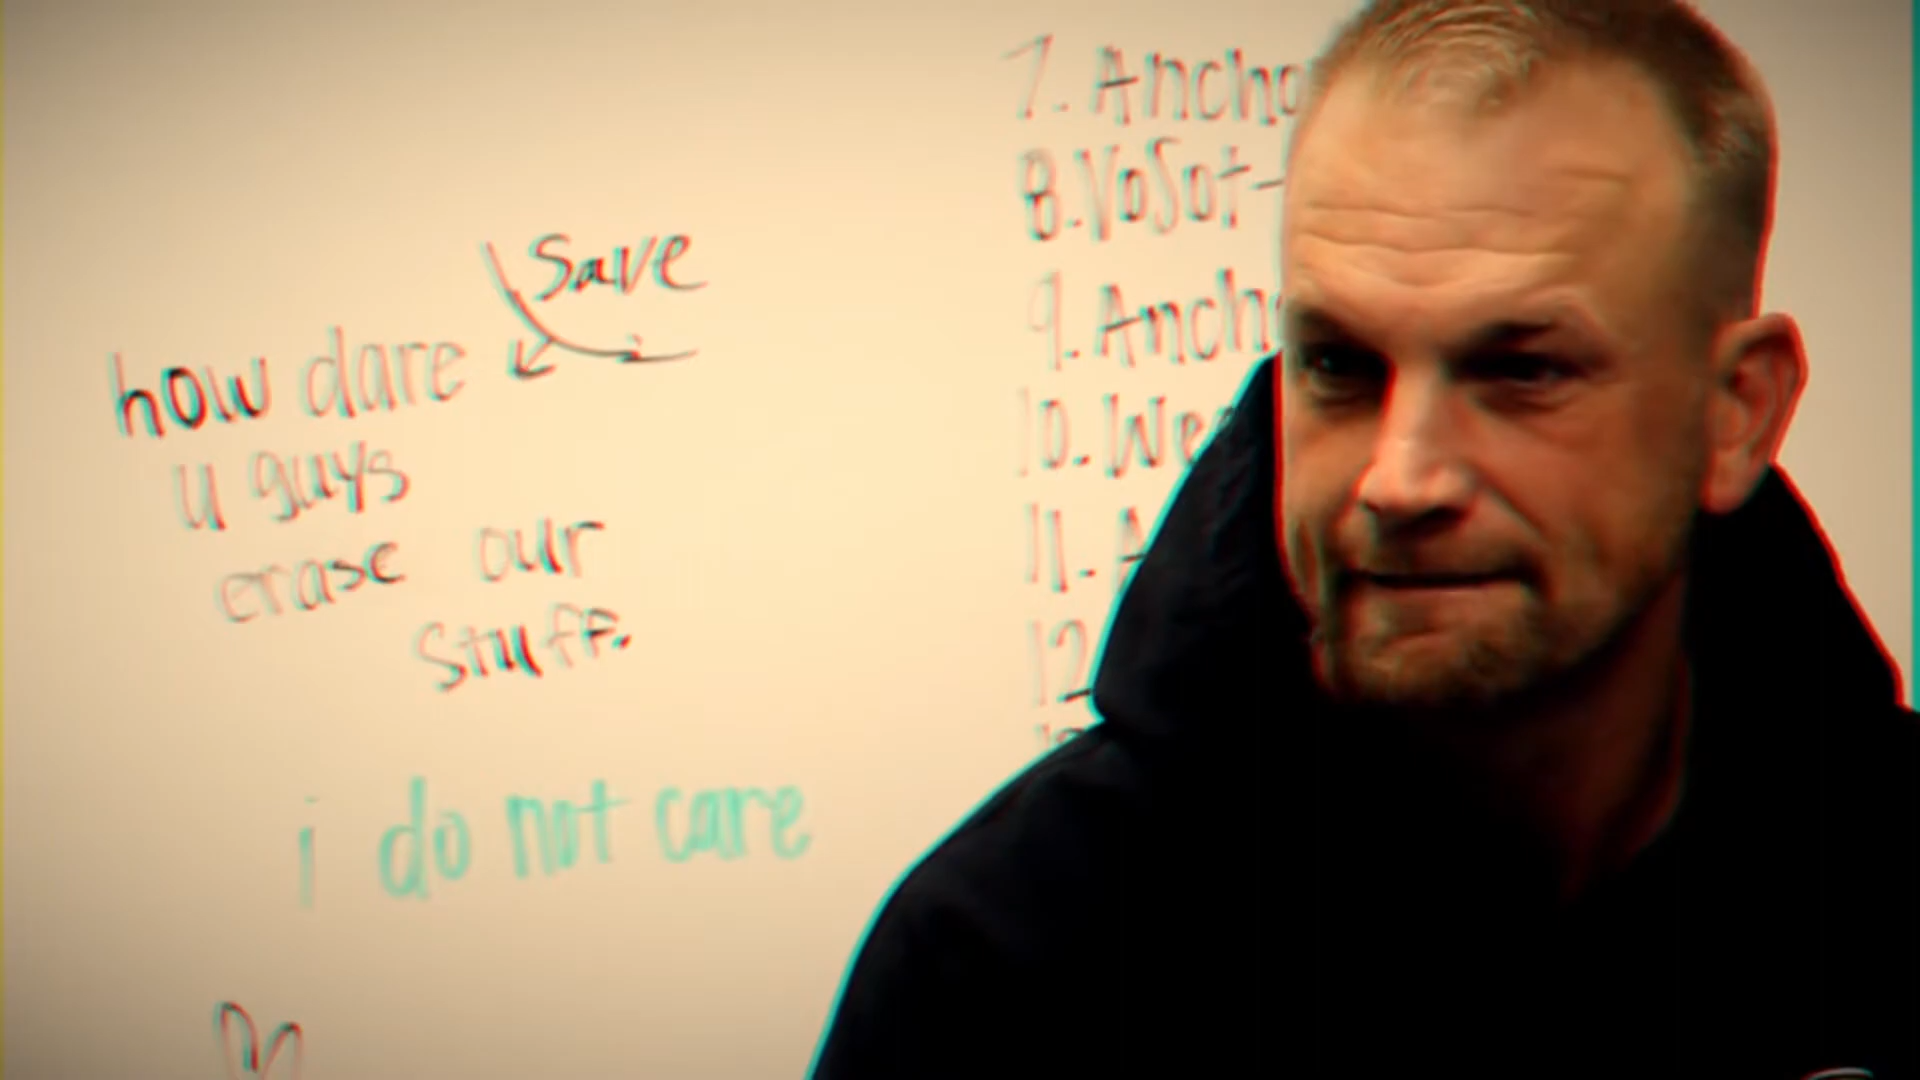 Save
how dare
u guys
erase our
stuff.
i do not care
7. Ancho
8. VoSot-
9. Ancho
10. We
11. A
12